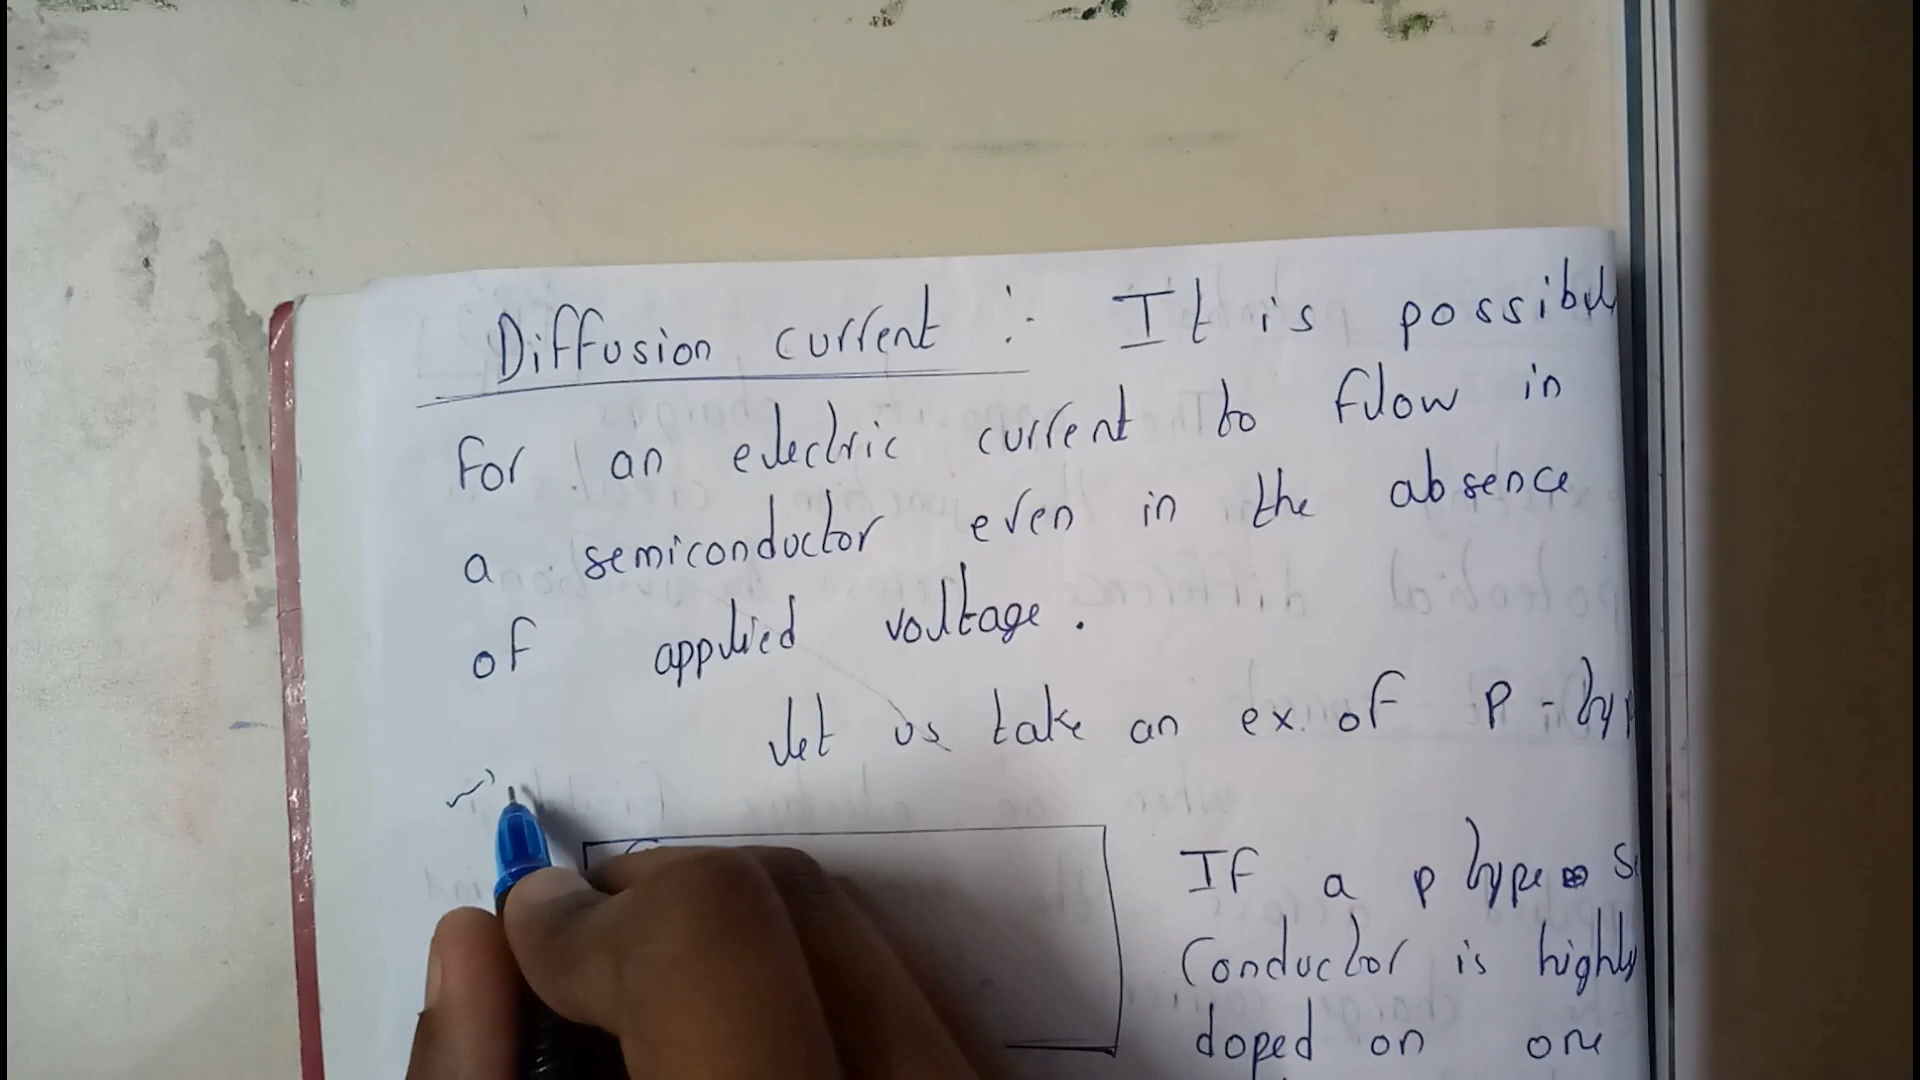 Diffusion current : It is possible
for an electric current to flow in
a semiconductor even in the absence
of applied voltage.
Let us take an ex. of P - typ
If a p type
conductor is highly
doped on one